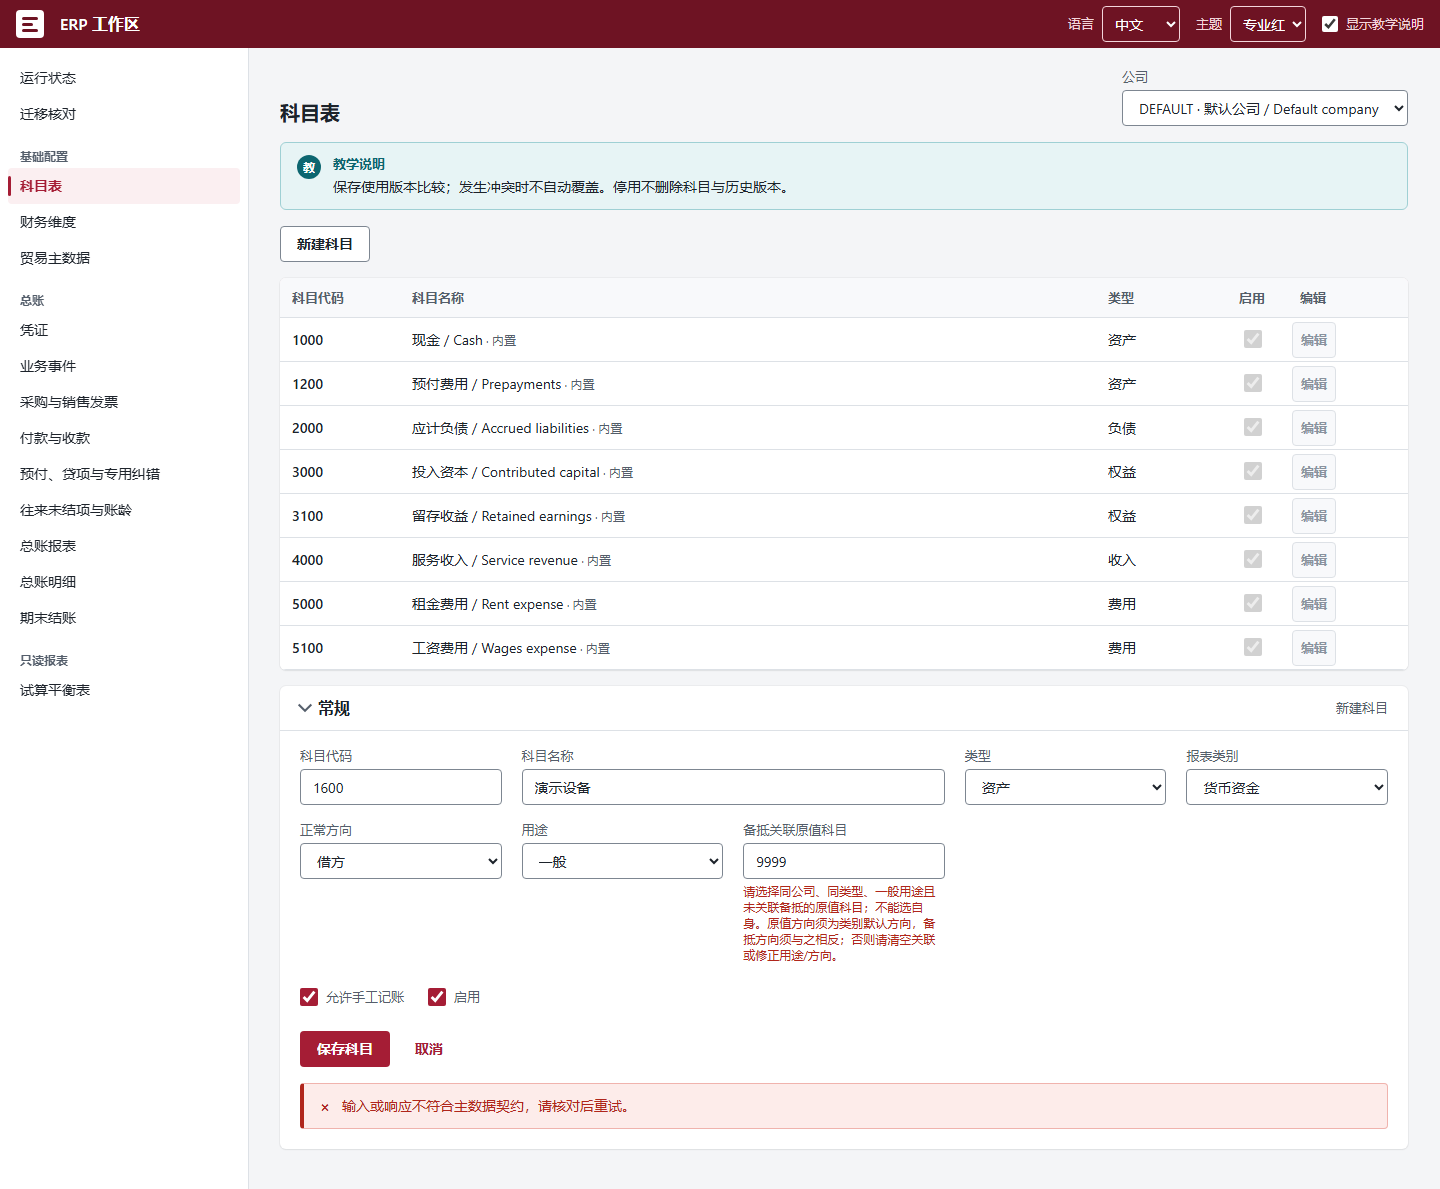 ERP 工作区
语言 中文 主题 专业红 显示教学说明
运行状态
迁移核对
基础配置
科目表
财务维度
贸易主数据
总账
凭证
业务事件
采购与销售发票
付款与收款
预付、贷项与专用纠错
往来未结项与账龄
总账报表
总账明细
期末结账
只读报表
试算平衡表
科目表
公司
DEFAULT · 默认公司 / Default company
教 教学说明
保存使用版本比较；发生冲突时不自动覆盖。停用不删除科目与历史版本。
新建科目
科目代码 科目名称 类型 启用 编辑
1000 现金 / Cash · 内置 资产 编辑
1200 预付费用 / Prepayments · 内置 资产 编辑
2000 应计负债 / Accrued liabilities · 内置 负债 编辑
3000 投入资本 / Contributed capital · 内置 权益 编辑
3100 留存收益 / Retained earnings · 内置 权益 编辑
4000 服务收入 / Service revenue · 内置 收入 编辑
5000 租金费用 / Rent expense · 内置 费用 编辑
5100 工资费用 / Wages expense · 内置 费用 编辑
常规 新建科目
科目代码 科目名称 类型 报表类别
1600 演示设备 资产 货币资金
正常方向 用途 备抵关联原值科目
借方 一般 9999
请选择同公司、同类型、一般用途且
未关联备抵的原值科目；不能选自
身。原值方向须为类别默认方向，备
抵方向须与之相反；否则请清空关联
或修正用途/方向。
允许手工记账 启用
保存科目 取消
× 输入或响应不符合主数据契约，请核对后重试。